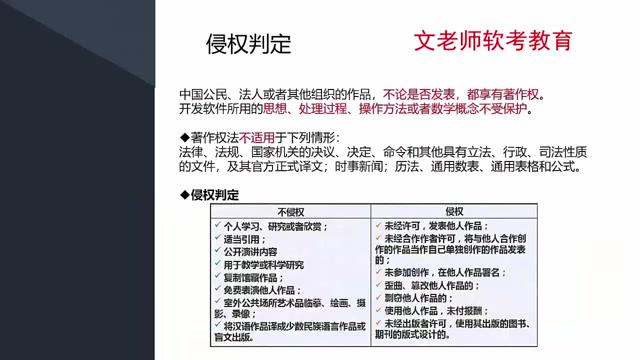 侵权判定
文老师软考教育
中国公民、法人或者其他组织的作品，不论是否发表，都享有著作权。
开发软件所用的思想、处理过程、操作方法或者数学概念不受保护。
◆著作权法不适用于下列情形：
法律、法规、国家机关的决议、决定、命令和其他具有立法、行政、司法性质
的文件，及其官方正式译文；时事新闻；历法、通用数表、通用表格和公式。
◆侵权判定
不侵权
✓ 个人学习、研究或者欣赏；
✓ 适当引用；
✓ 公开演讲内容
✓ 用于教学或科学研究
✓ 复制馆藏作品；
✓ 免费表演他人作品；
✓ 室外公共场所艺术品临摹、绘画、摄
影、录像；
✓ 将汉语作品译成少数民族语言作品或
盲文出版。
侵权
✓ 未经许可，发表他人作品；
✓ 未经合作作者许可，将与他人合作创
作的作品当作自己单独创作的作品发表
的；
✓ 未参加创作，在他人作品署名；
✓ 歪曲、篡改他人作品的；
✓ 剽窃他人作品的；
✓ 使用他人作品，未付报酬；
✓ 未经出版者许可，使用其出版的图书、
期刊的版式设计的。